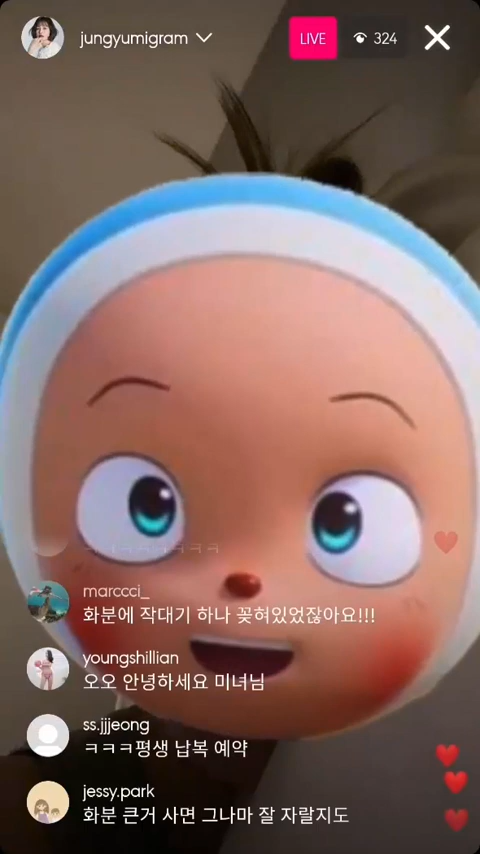 jungyumigram
LIVE
324
ㅋㅋㅋㅋㅋㅋㅋ
marccci_
화분에 작대기 하나 꽂혀있었잖아요!!!
youngshillian
오오 안녕하세요 미녀님
ss.jjjeong
ㅋㅋㅋ평생 납복 예약
jessy.park
화분 큰거 사면 그나마 잘 자랄지도